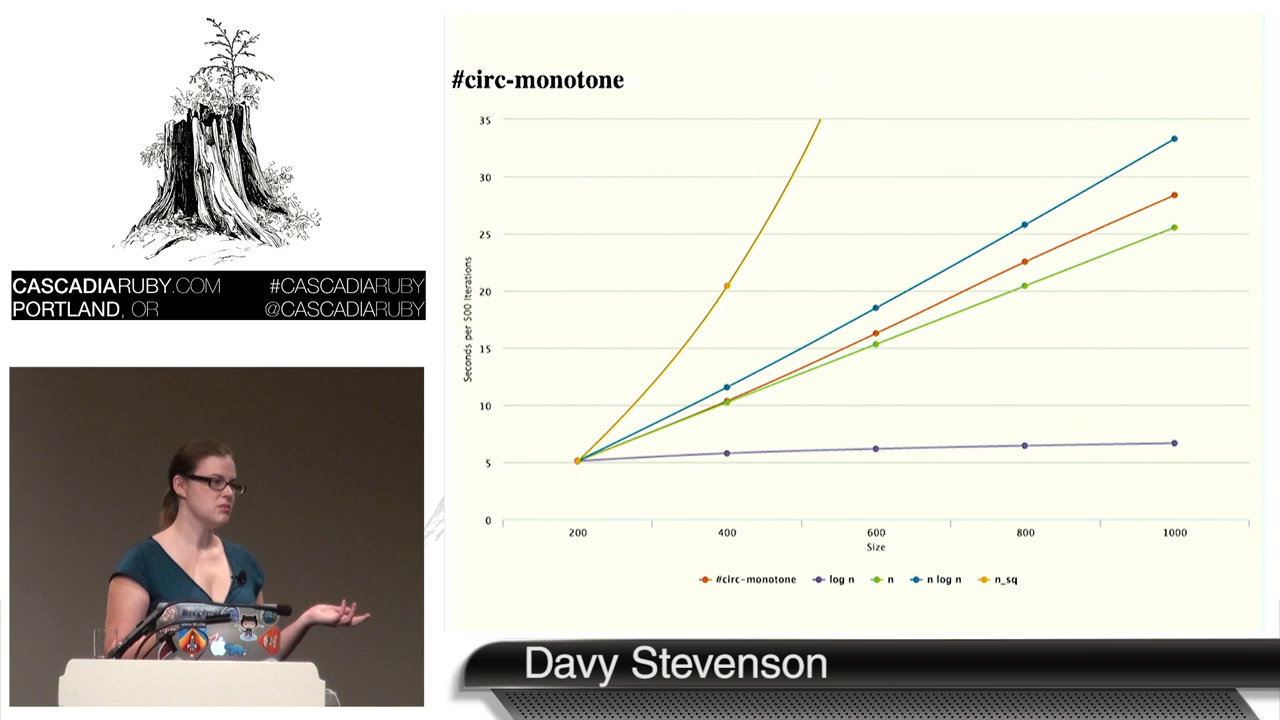 CASCADIARUBY.COM #CASCADIARUBY
PORTLAND, OR @CASCADIARUBY
#circ-monotone
35
30
25
20
15
10
5
0
Seconds per 500 Iterations
200 400 600 800 1000
Size
#circ-monotone log n n n log n n_sq
Davy Stevenson